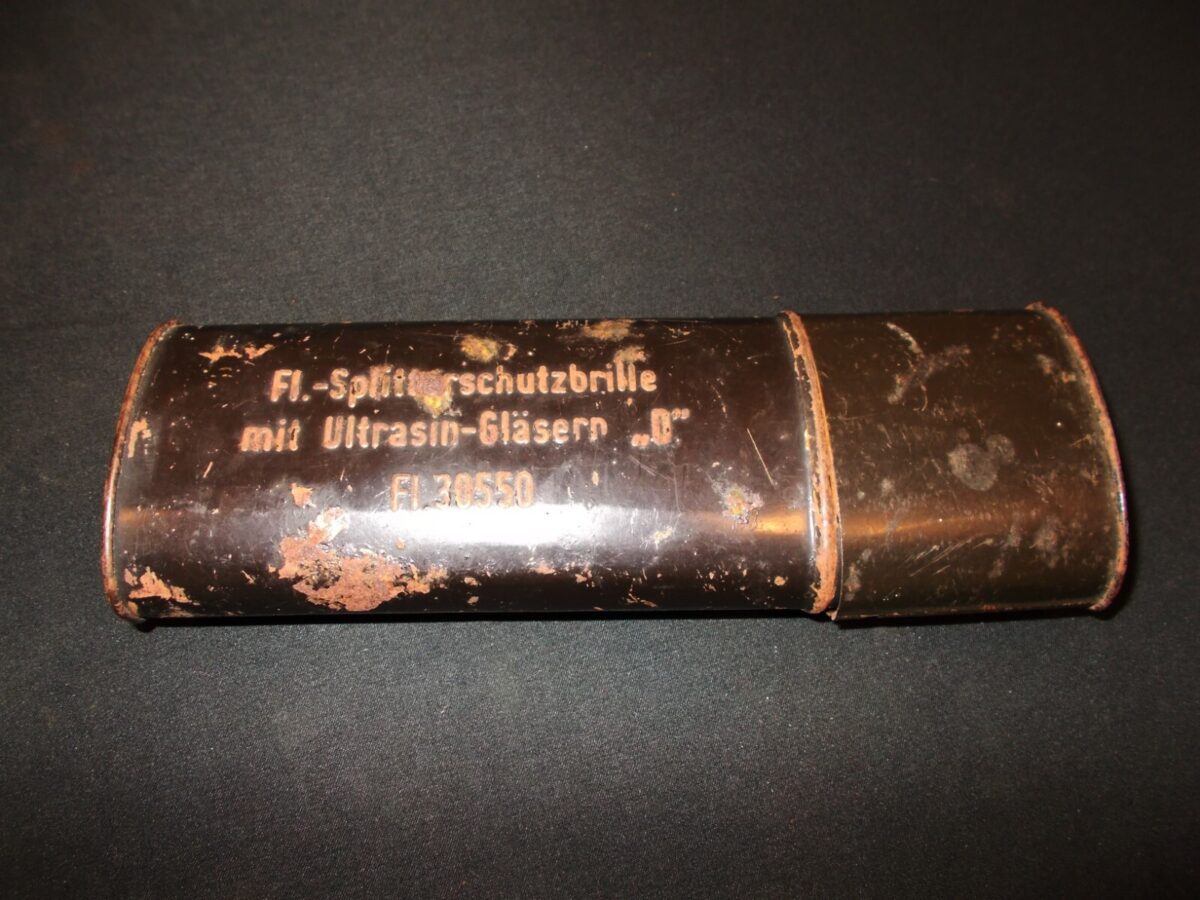 Fl.-Splitterschutzbrille
mit Ultrasin-Gläsern „D”
Fl 30550